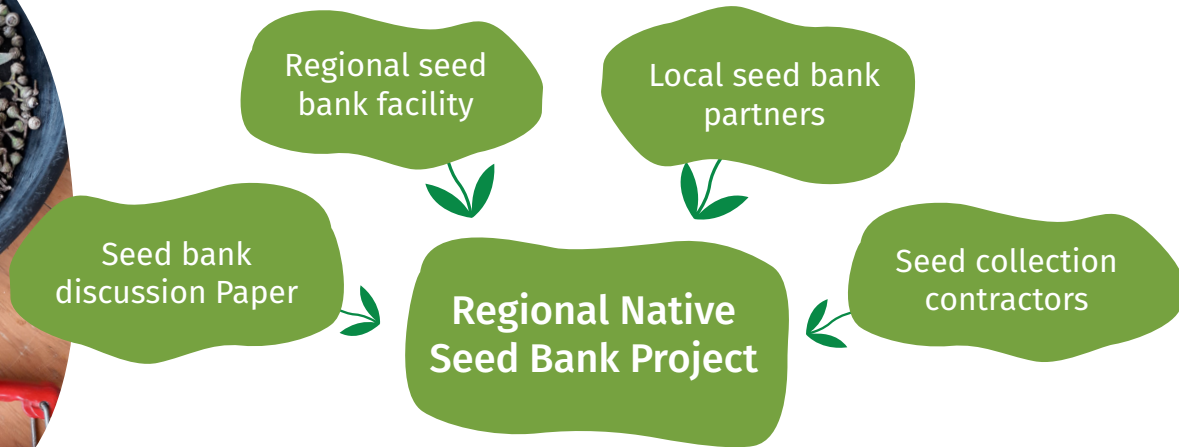 Regional seed
bank facility
Local seed bank
partners
Seed bank
discussion Paper
Seed collection
contractors
Regional Native
Seed Bank Project